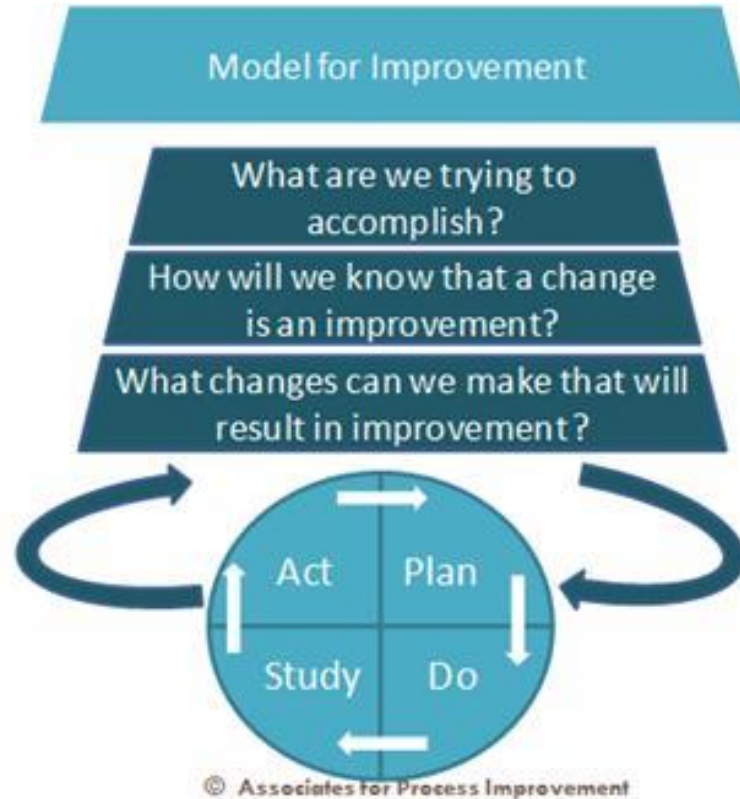 Model for Improvement
What are we trying to
accomplish?
How will we know that a change
is an improvement?
What changes can we make that will
result in improvement?
Act Plan
Study Do
© Associates for Process Improvement